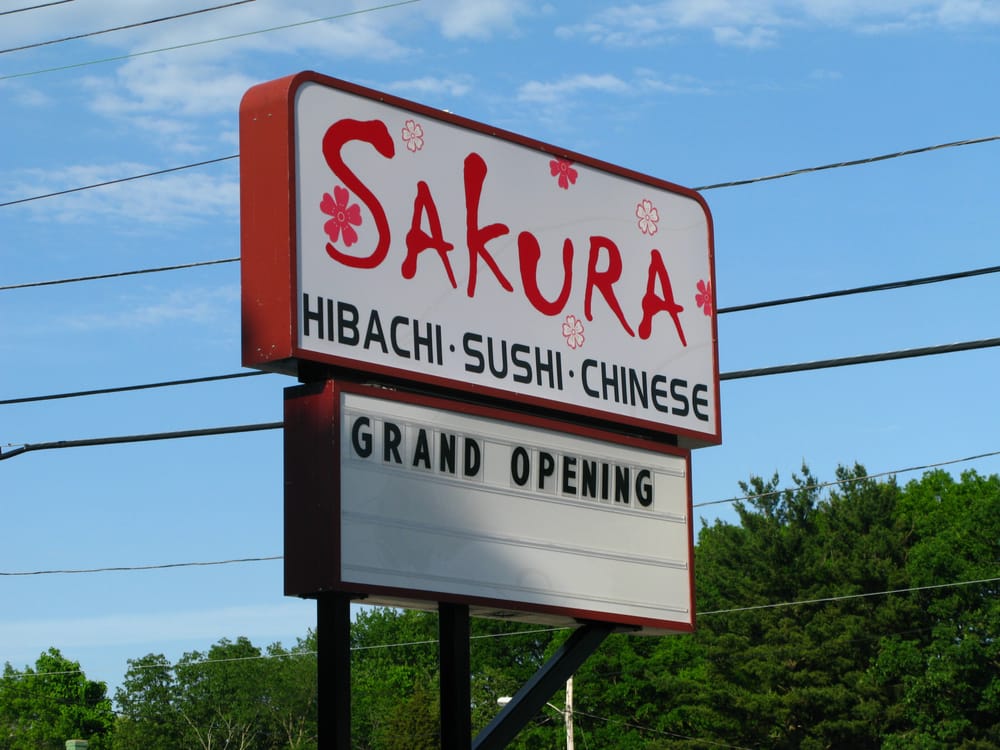 SAKURA
HIBACHI · SUSHI · CHINESE
GRAND OPENING